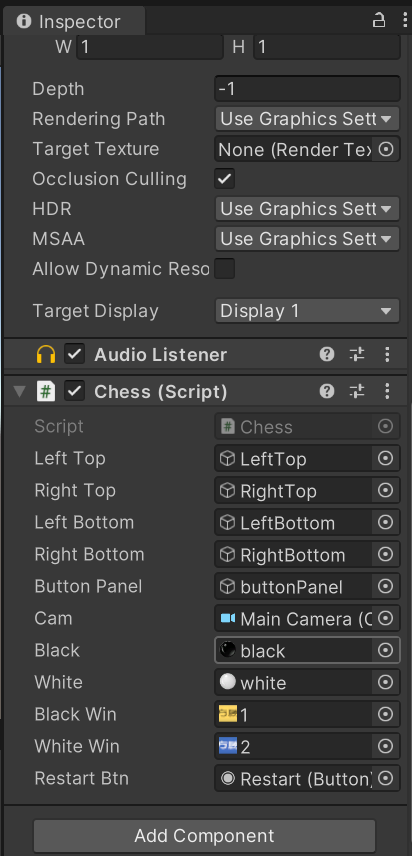 Inspector
W 1 H 1
Depth -1
Rendering Path Use Graphics Sett
Target Texture None (Render Tex
Occlusion Culling
HDR Use Graphics Sett
MSAA Use Graphics Sett
Allow Dynamic Reso
Target Display Display 1
Audio Listener
# Chess (Script)
Script # Chess
Left Top LeftTop
Right Top RightTop
Left Bottom LeftBottom
Right Bottom RightBottom
Button Panel buttonPanel
Cam Main Camera (C
Black black
White white
Black Win 1
White Win 2
Restart Btn Restart (Button)
Add Component